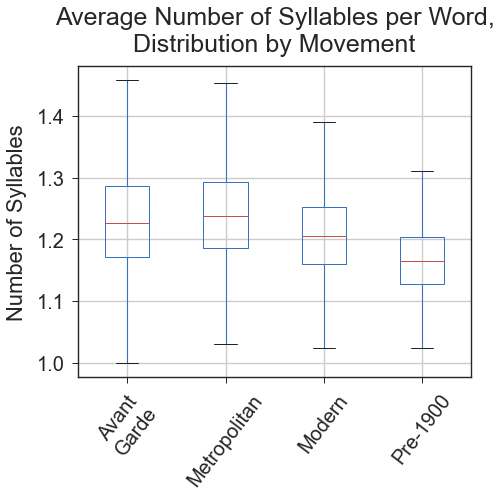 Average Number of Syllables per Word,
Distribution by Movement
Number of Syllables
1.4
1.3
1.2
1.1
1.0
Avant
Garde
Metropolitan
Modern
Pre-1900